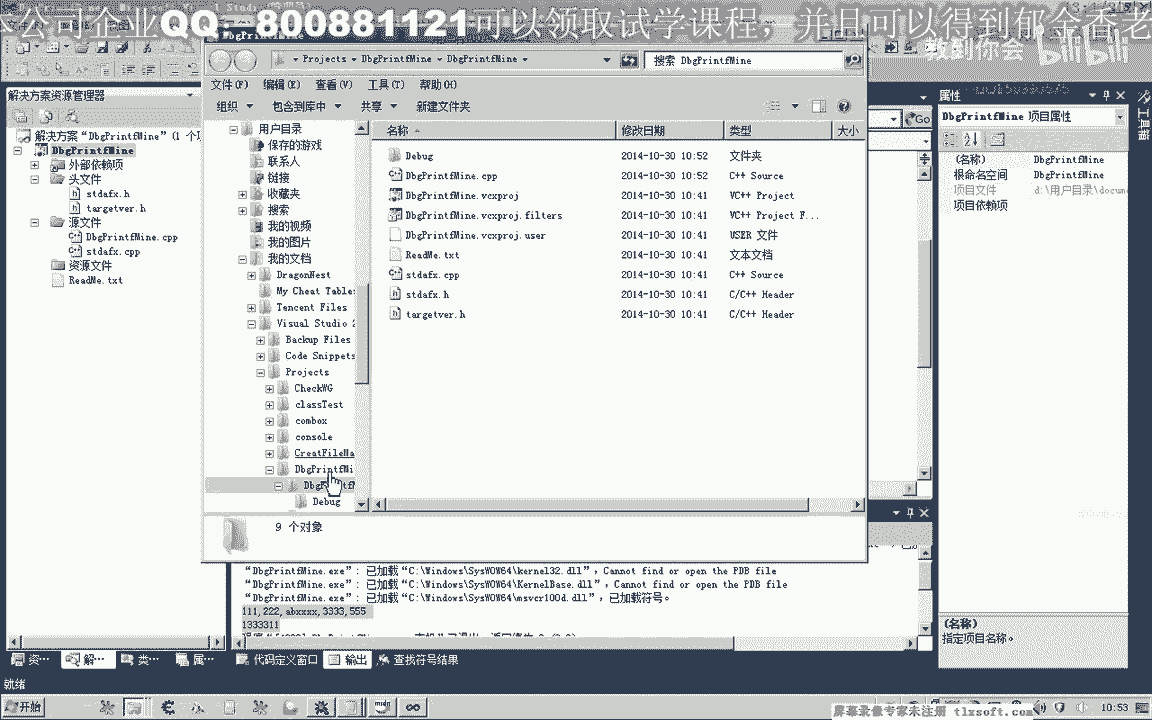 公司企业QQ：800881121可以领取试学课程，并且可以得到郁金香老
教到你会 bilibili
Projects DbgPrintfMine DbgPrintfMine
搜索 DbgPrintfMine
文件(F) 编辑(E) 查看(V) 工具(T) 帮助(H)
组织 包含到库中 共享 新建文件夹
解决方案资源管理器
解决方案“DbgPrintfMine”(1 个项
DbgPrintfMine
外部依赖项
头文件
stdafx.h
targetver.h
源文件
DbgPrintfMine.cpp
stdafx.cpp
资源文件
ReadMe.txt
用户目录
保存的游戏
联系人
链接
收藏夹
搜索
我的视频
我的图片
我的文档
DragonNest
My Cheat Table
Tencent Files
Visual Studio 2
Backup Files
Code Snippets
Projects
CheckWG
classTest
combox
console
CreatFileMa
DbgPrintfMi
DbgPrintfM
Debug
名称 修改日期 类型 大小
Debug 2014-10-30 10:52 文件夹
DbgPrintfMine.cpp 2014-10-30 10:52 C++ Source
DbgPrintfMine.vcxproj 2014-10-30 10:41 VC++ Project
DbgPrintfMine.vcxproj.filters 2014-10-30 10:41 VC++ Project F...
DbgPrintfMine.vcxproj.user 2014-10-30 10:41 USER 文件
ReadMe.txt 2014-10-30 10:41 文本文档
stdafx.cpp 2014-10-30 10:41 C++ Source
stdafx.h 2014-10-30 10:41 C/C++ Header
targetver.h 2014-10-30 10:41 C/C++ Header
9 个对象
Go
属性
DbgPrintfMine 项目属性
(名称) DbgPrintfMine
根命名空间 DbgPrintfMine
项目文件 d:\用户目录\docum
项目依赖项
(名称)
指定项目名称。
工具箱
“DbgPrintfMine.exe”: 已加载“C:\Windows\SysWOW64\kernel32.dll”，Cannot find or open the PDB file
“DbgPrintfMine.exe”: 已加载“C:\Windows\SysWOW64\KernelBase.dll”，Cannot find or open the PDB file
“DbgPrintfMine.exe”: 已加载“C:\Windows\SysWOW64\msvcr100d.dll”，已加载符号。
111,222,abxxxx,3333,555
1333311
资… 解… 类… 属… 代码定义窗口 输出 查找符号结果
就绪
开始
10:53
屏幕录像专家未注册 tlxsoft.com